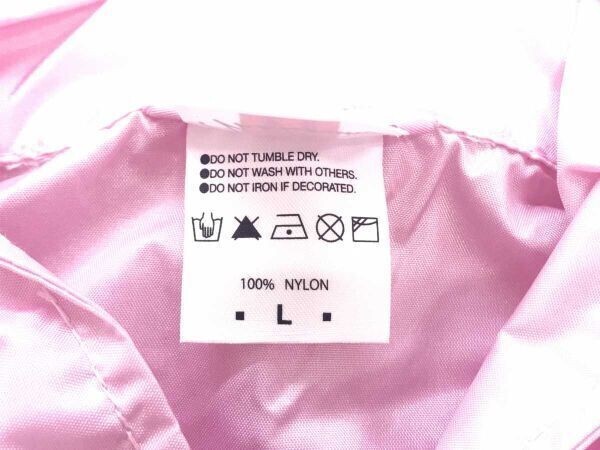 ●DO NOT TUMBLE DRY.
●DO NOT WASH WITH OTHERS.
●DO NOT IRON IF DECORATED.
100% NYLON
▪ L ▪